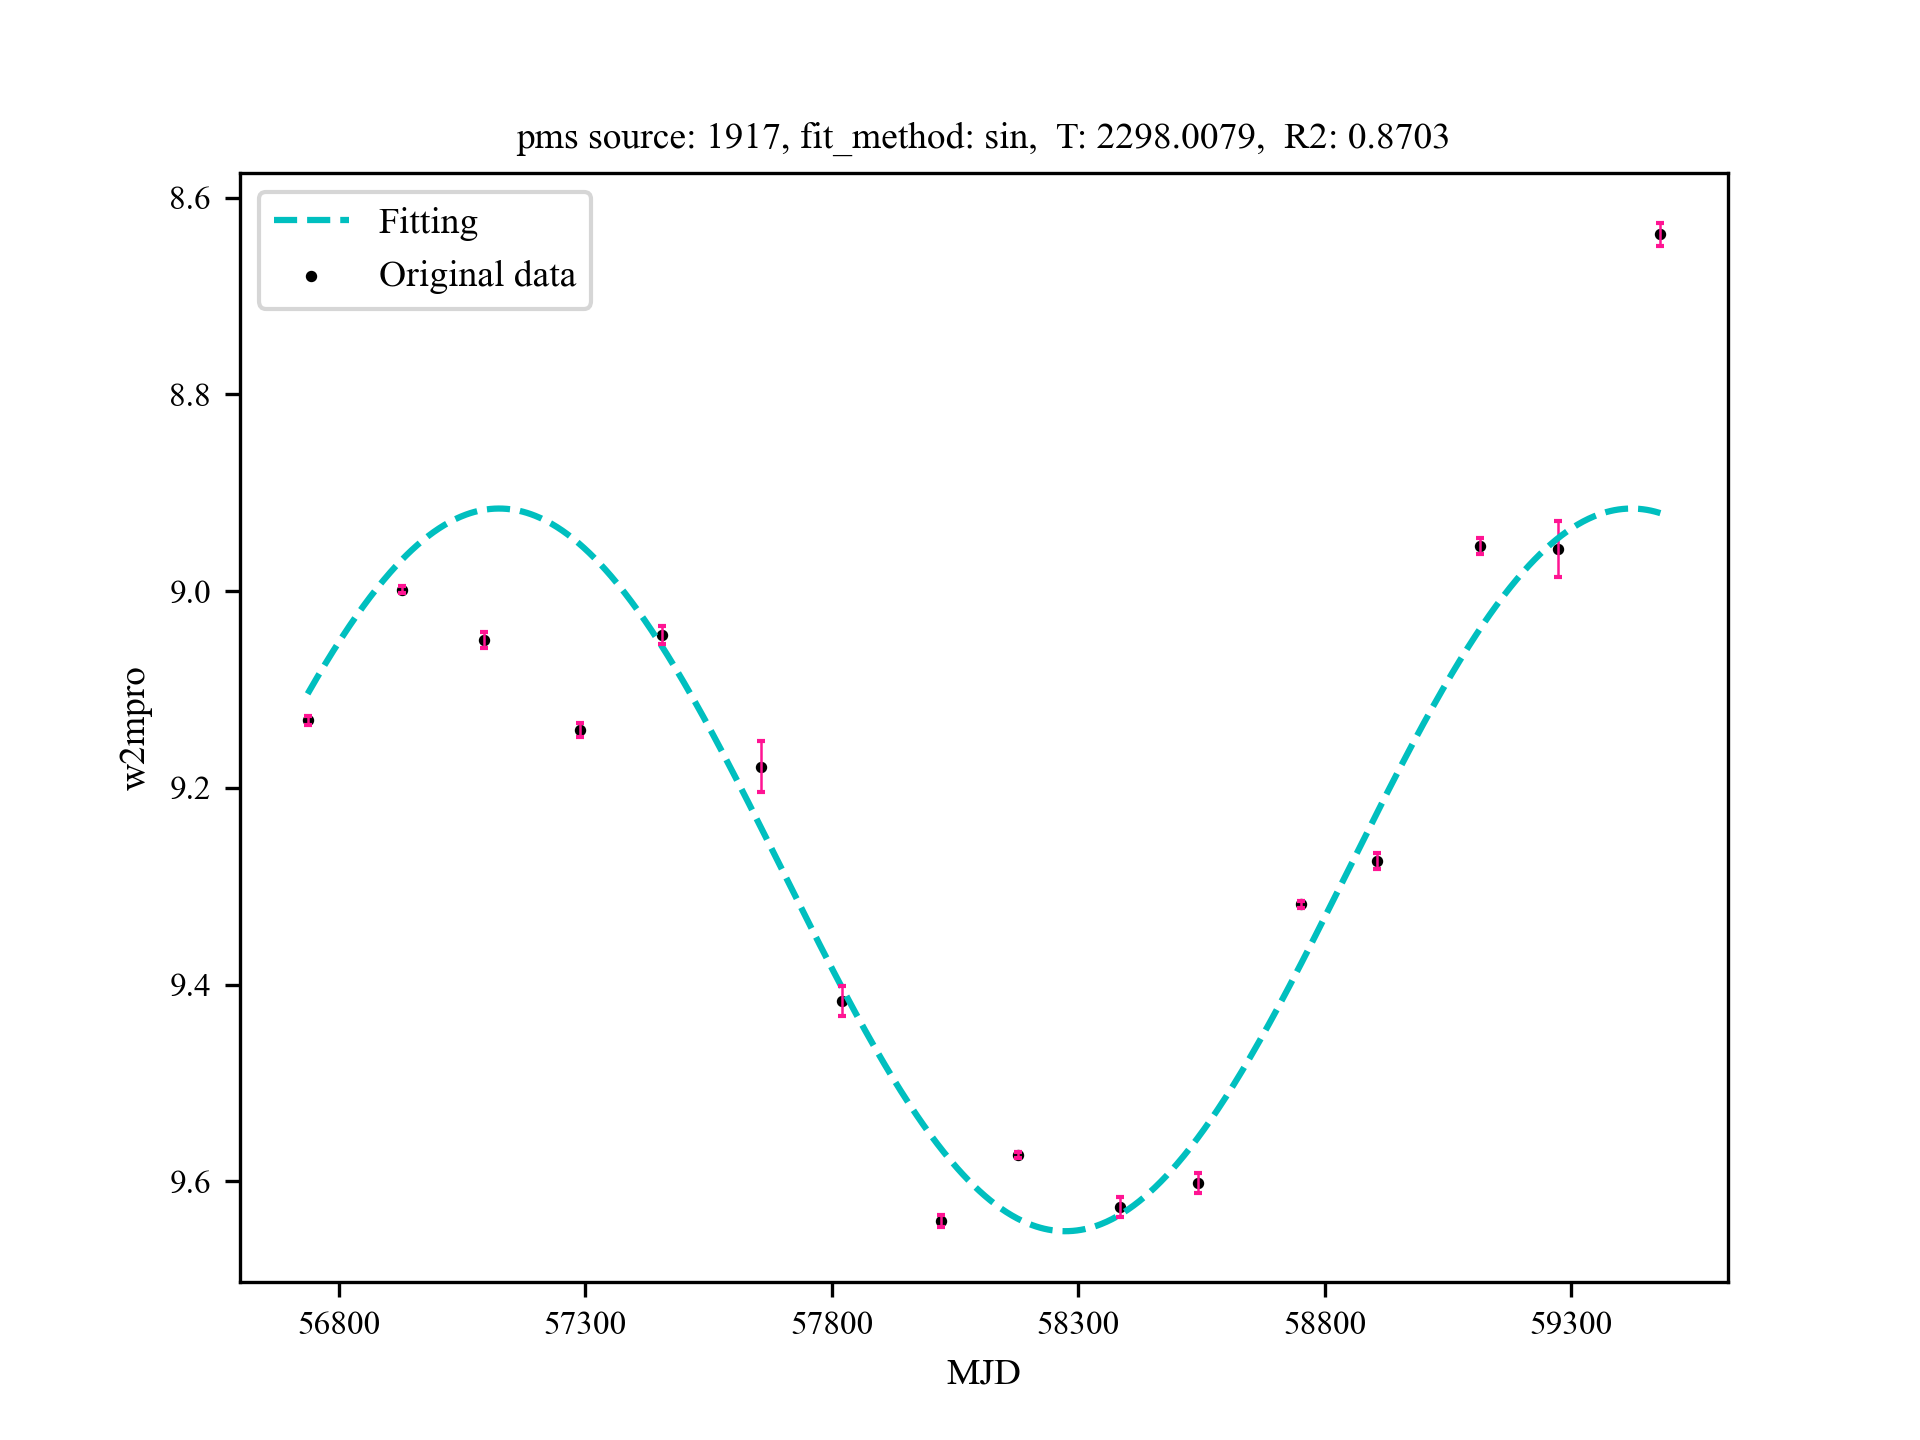 pms source: 1917, fit_method: sin,  T: 2298.0079,  R2: 0.8703
Fitting
Original data
8.6
8.8
9.0
9.2
9.4
9.6
w2mpro
56800 57300 57800 58300 58800 59300
MJD